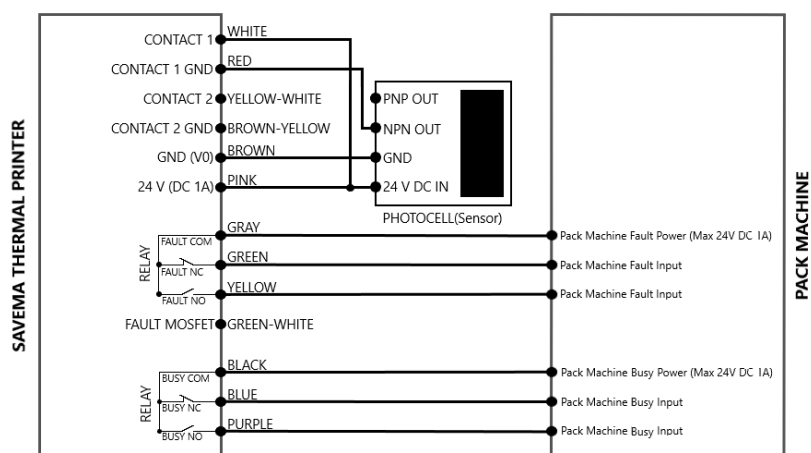 SAVEMA THERMAL PRINTER
CONTACT 1 WHITE
CONTACT 1 GND RED
CONTACT 2 YELLOW-WHITE
CONTACT 2 GND BROWN-YELLOW
GND (V0) BROWN
24 V (DC 1A) PINK
PNP OUT
NPN OUT
GND
24 V DC IN
PHOTOCELL(Sensor)
RELAY
FAULT COM GRAY Pack Machine Fault Power (Max 24V DC 1A)
FAULT NC GREEN Pack Machine Fault Input
FAULT NO YELLOW Pack Machine Fault Input
FAULT MOSFET GREEN-WHITE
RELAY
BUSY COM BLACK Pack Machine Busy Power (Max 24V DC 1A)
BUSY NC BLUE Pack Machine Busy Input
BUSY NO PURPLE Pack Machine Busy Input
PACK MACHINE